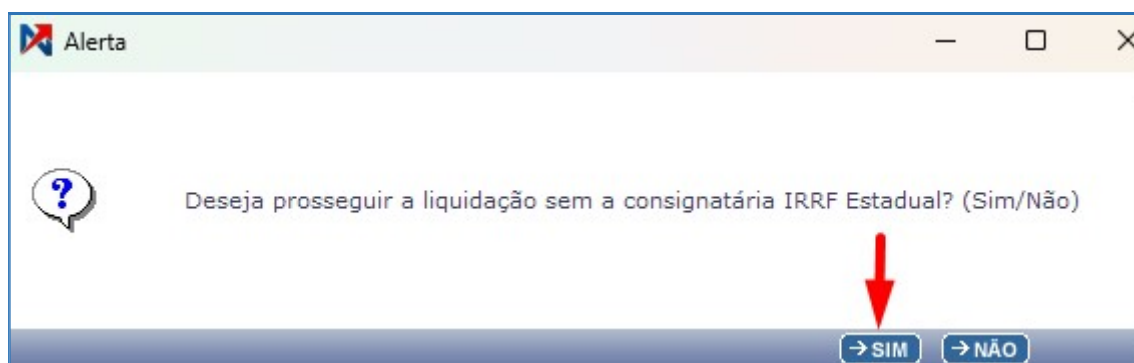 Alerta
Deseja prosseguir a liquidação sem a consignatária IRRF Estadual? (Sim/Não)
→SIM →NÃO